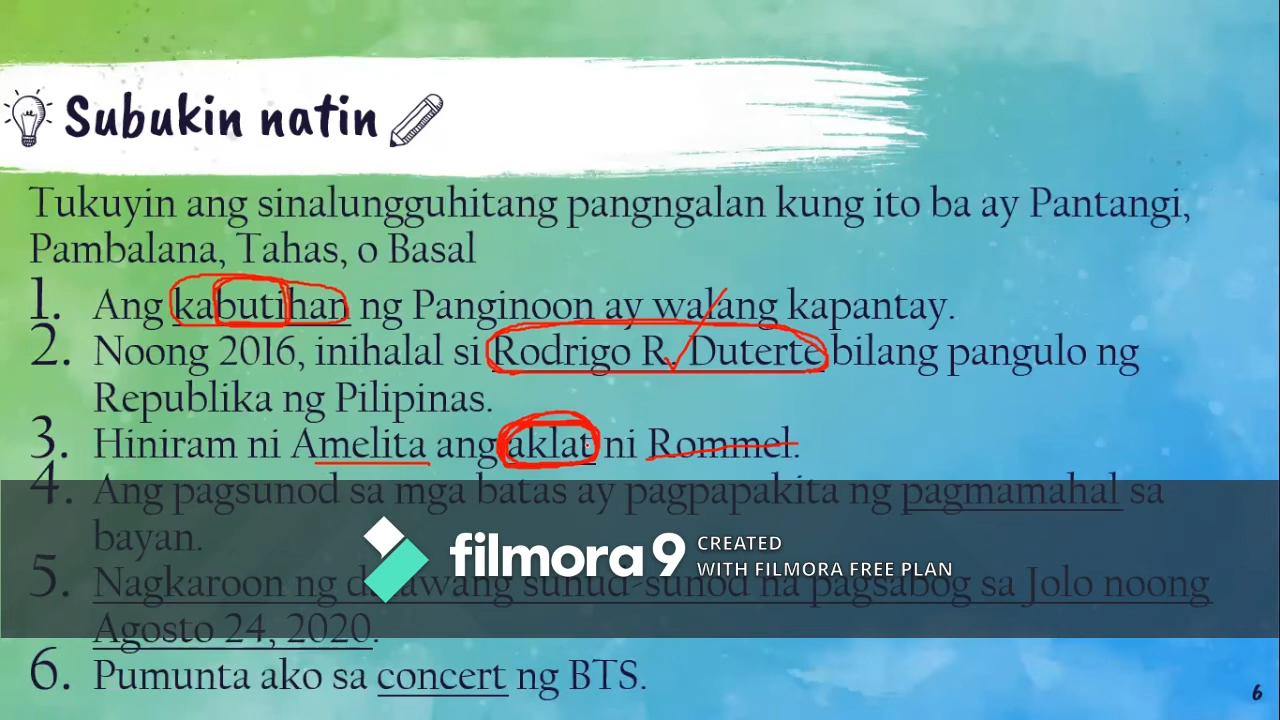 Subukin natin
Tukuyin ang sinalungguhitang pangngalan kung ito ba ay Pantangi,
Pambalana, Tahas, o Basal
1. Ang kabutihan ng Panginoon ay walang kapantay.
2. Noong 2016, inihalal si Rodrigo R. Duterte bilang pangulo ng
Republika ng Pilipinas.
3. Hiniram ni Amelita ang aklat ni Rommel.
4. Ang pagsunod sa mga batas ay pagpapakita ng pagmamahal sa
bayan.
filmora9 CREATED
WITH FILMORA FREE PLAN
5. Nagkaroon ng sunud-sunod na pagsabog sa Jolo noong
Agosto 24, 2020.
6. Pumunta ako sa concert ng BTS.
6